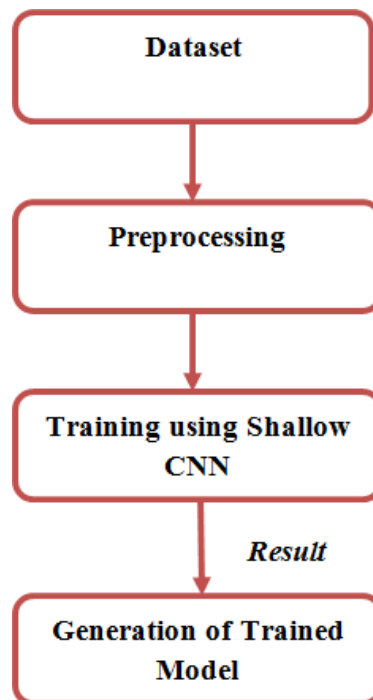 Dataset
Preprocessing
Training using Shallow
CNN
Result
Generation of Trained
Model